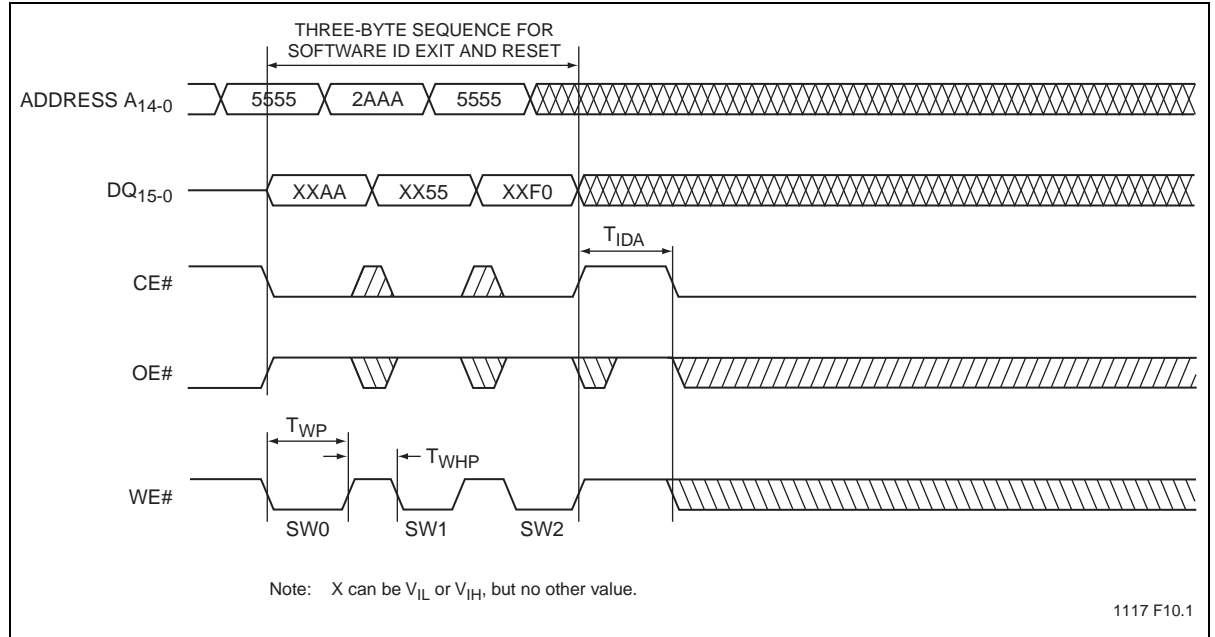 THREE-BYTE SEQUENCE FOR
SOFTWARE ID EXIT AND RESET
ADDRESS A14-0
5555
2AAA
5555
DQ15-0
XXAA
XX55
XXF0
TIDA
CE#
OE#
TWP
TWHP
WE#
SW0
SW1
SW2
Note: X can be VIL or VIH, but no other value.
1117 F10.1